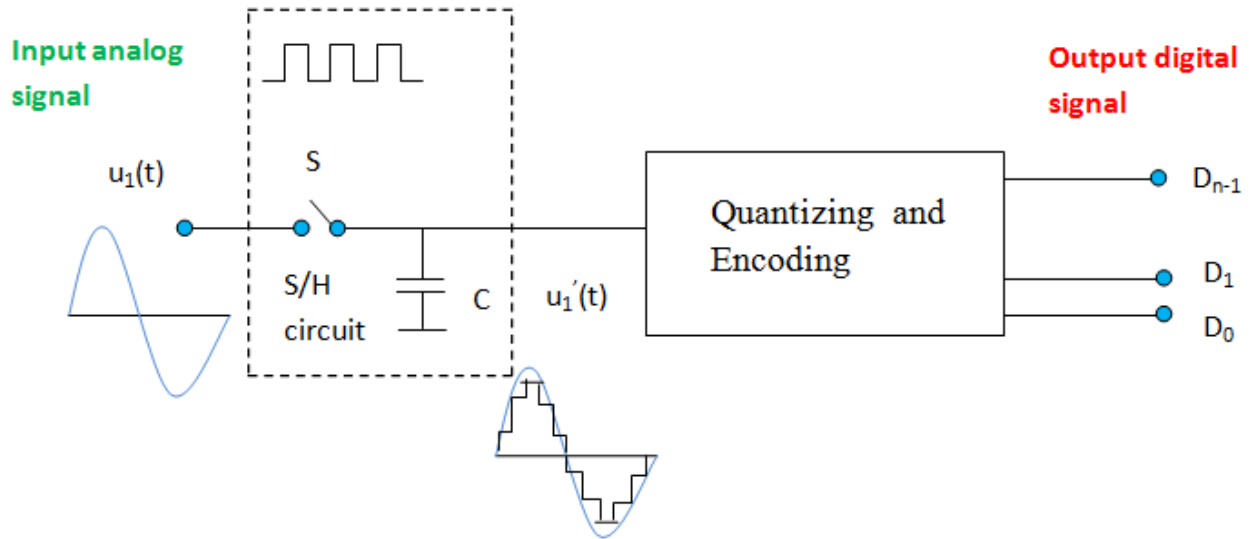 Input analog
signal
Output digital
signal
u₁(t)
S
S/H
circuit
C
u₁′(t)
Quantizing and
Encoding
Dₙ₋₁
D₁
D₀